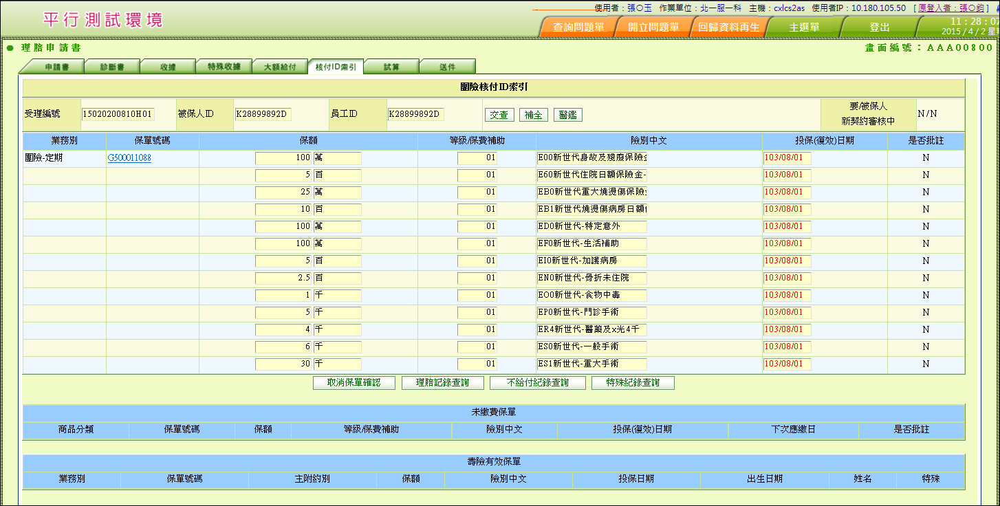 使用者：張〇玉 作業單位：北一服一科 主機：cxlcs2as 使用者IP：10.180.105.50 [原登入者：張〇鈞]
平行測試環境
查詢問題單 開立問題單 回歸資料再生 主選單 登出 11:28:07
2015/4/2 星
理賠申請書 畫面編號：AAA00800
申請書 診斷書 收據 特殊收據 大額給付 核付ID索引 試算 送件
團險核付ID索引
受理編號 15020200810H01 被保人ID K28899892D 員工ID K28899892D 交查 補全 醫鑑 要/被保人 N/N
新契約審核中
業務別 保單號碼 保額 等級/保費補助 險別中文 投保(復效)日期 是否批註
團險-定期 G500011088 100 萬 01 E00新世代身故及殘廢保險金 103/08/01 N
5 百 01 E60新世代住院日額保險金- 103/08/01 N
25 萬 01 EB0新世代重大燒燙傷保險 103/08/01 N
10 百 01 EB1新世代燒燙傷病房日額 103/08/01 N
100 萬 01 ED0新世代-特定意外 103/08/01 N
100 萬 01 EF0新世代-生活補助 103/08/01 N
5 百 01 EI0新世代-加護病房 103/08/01 N
2.5 百 01 EN0新世代-骨折未住院 103/08/01 N
1 千 01 EO0新世代-食物中毒 103/08/01 N
5 千 01 EP0新世代-門診手術 103/08/01 N
4 千 01 ER4新世代-醫藥及x光4千 103/08/01 N
6 千 01 ES0新世代-一般手術 103/08/01 N
30 千 01 ES1新世代-重大手術 103/08/01 N
取消保單確認 理賠記錄查詢 不給付紀錄查詢 特殊紀錄查詢
未繳費保單
商品分類 保單號碼 保額 等級/保費補助 險別中文 投保(復效)日期 下次應繳日 是否批註
壽險有效保單
業務別 保單號碼 主附約別 保額 險別中文 投保日期 出生日期 姓名 特殊